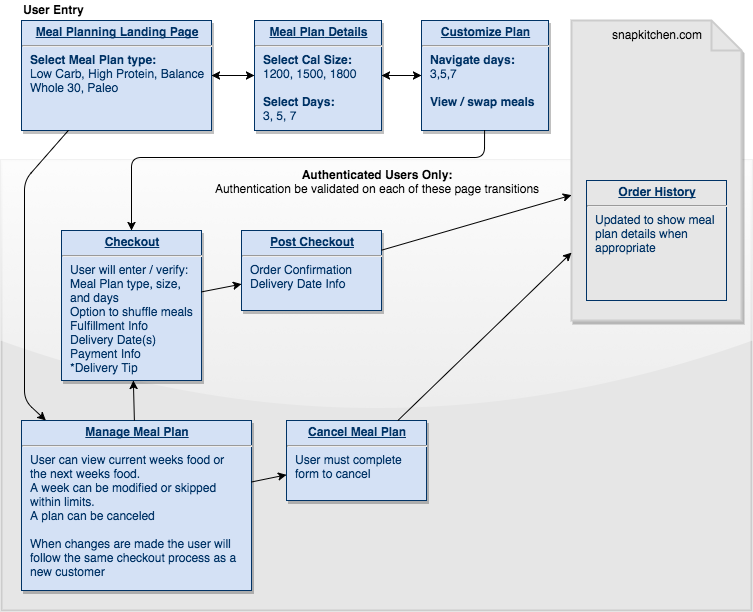 User Entry
Meal Planning Landing Page
Select Meal Plan type:
Low Carb, High Protein, Balance
Whole 30, Paleo
Meal Plan Details
Select Cal Size:
1200, 1500, 1800
Select Days:
3, 5, 7
Customize Plan
Navigate days:
3,5,7
View / swap meals
snapkitchen.com
Authenticated Users Only:
Authentication be validated on each of these page transitions
Order History
Updated to show meal
plan details when
appropriate
Checkout
User will enter / verify:
Meal Plan type, size,
and days
Option to shuffle meals
Fulfillment Info
Delivery Date(s)
Payment Info
*Delivery Tip
Post Checkout
Order Confirmation
Delivery Date Info
Manage Meal Plan
User can view current weeks food or
the next weeks food.
A week can be modified or skipped
within limits.
A plan can be canceled
When changes are made the user will
follow the same checkout process as a
new customer
Cancel Meal Plan
User must complete
form to cancel